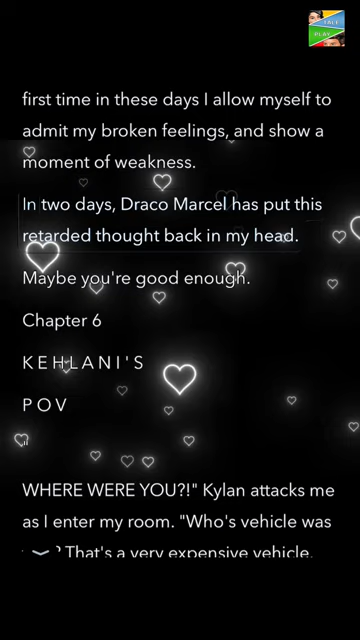 TALE
PLAY
first time in these days I allow myself to
admit my broken feelings, and show a
moment of weakness.
In two days, Draco Marcel has put this
retarded thought back in my head.
Maybe you're good enough.
Chapter 6
K E H L A N I ' S
P O V
"
WHERE WERE YOU?!" Kylan attacks me
as I enter my room. "Who's vehicle was
?" That's a very expensive vehicle.